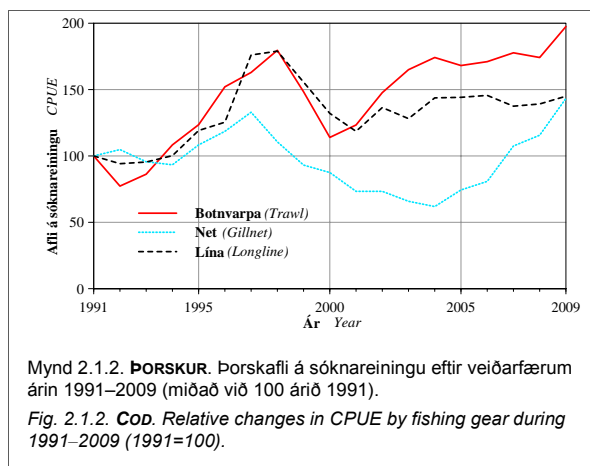 200
150
100
50
0
Afli á sóknareiningu CPUE
Botnvarpa (Trawl)
Net (Gillnet)
Lína (Longline)
1991 1995 2000 2005 2009
Ár Year
Mynd 2.1.2. ÞORSKUR. Þorskafli á sóknareiningu eftir veiðarfærum
árin 1991–2009 (miðað við 100 árið 1991).
Fig. 2.1.2. COD. Relative changes in CPUE by fishing gear during
1991–2009 (1991=100).